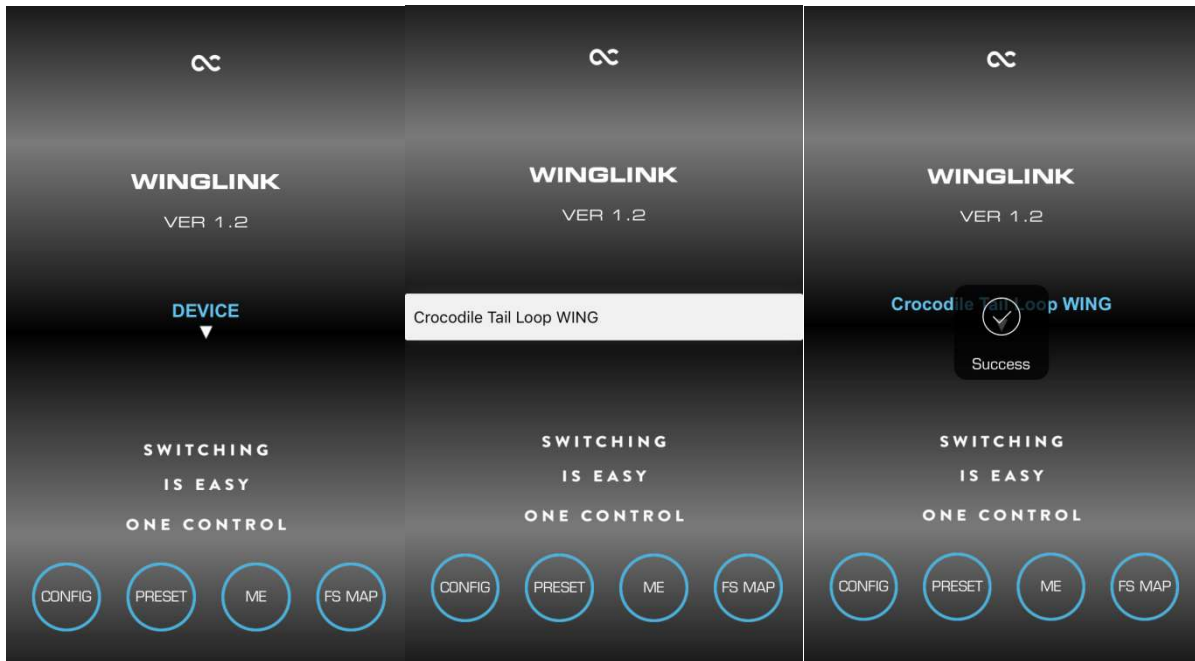 WINGLINK
VER 1.2
DEVICE
SWITCHING
IS EASY
ONE CONTROL
CONFIG
PRESET
ME
FS MAP
WINGLINK
VER 1.2
Crocodile Tail Loop WING
SWITCHING
IS EASY
ONE CONTROL
CONFIG
PRESET
ME
FS MAP
WINGLINK
VER 1.2
Crocodile Tail Loop WING
Success
SWITCHING
IS EASY
ONE CONTROL
CONFIG
PRESET
ME
FS MAP